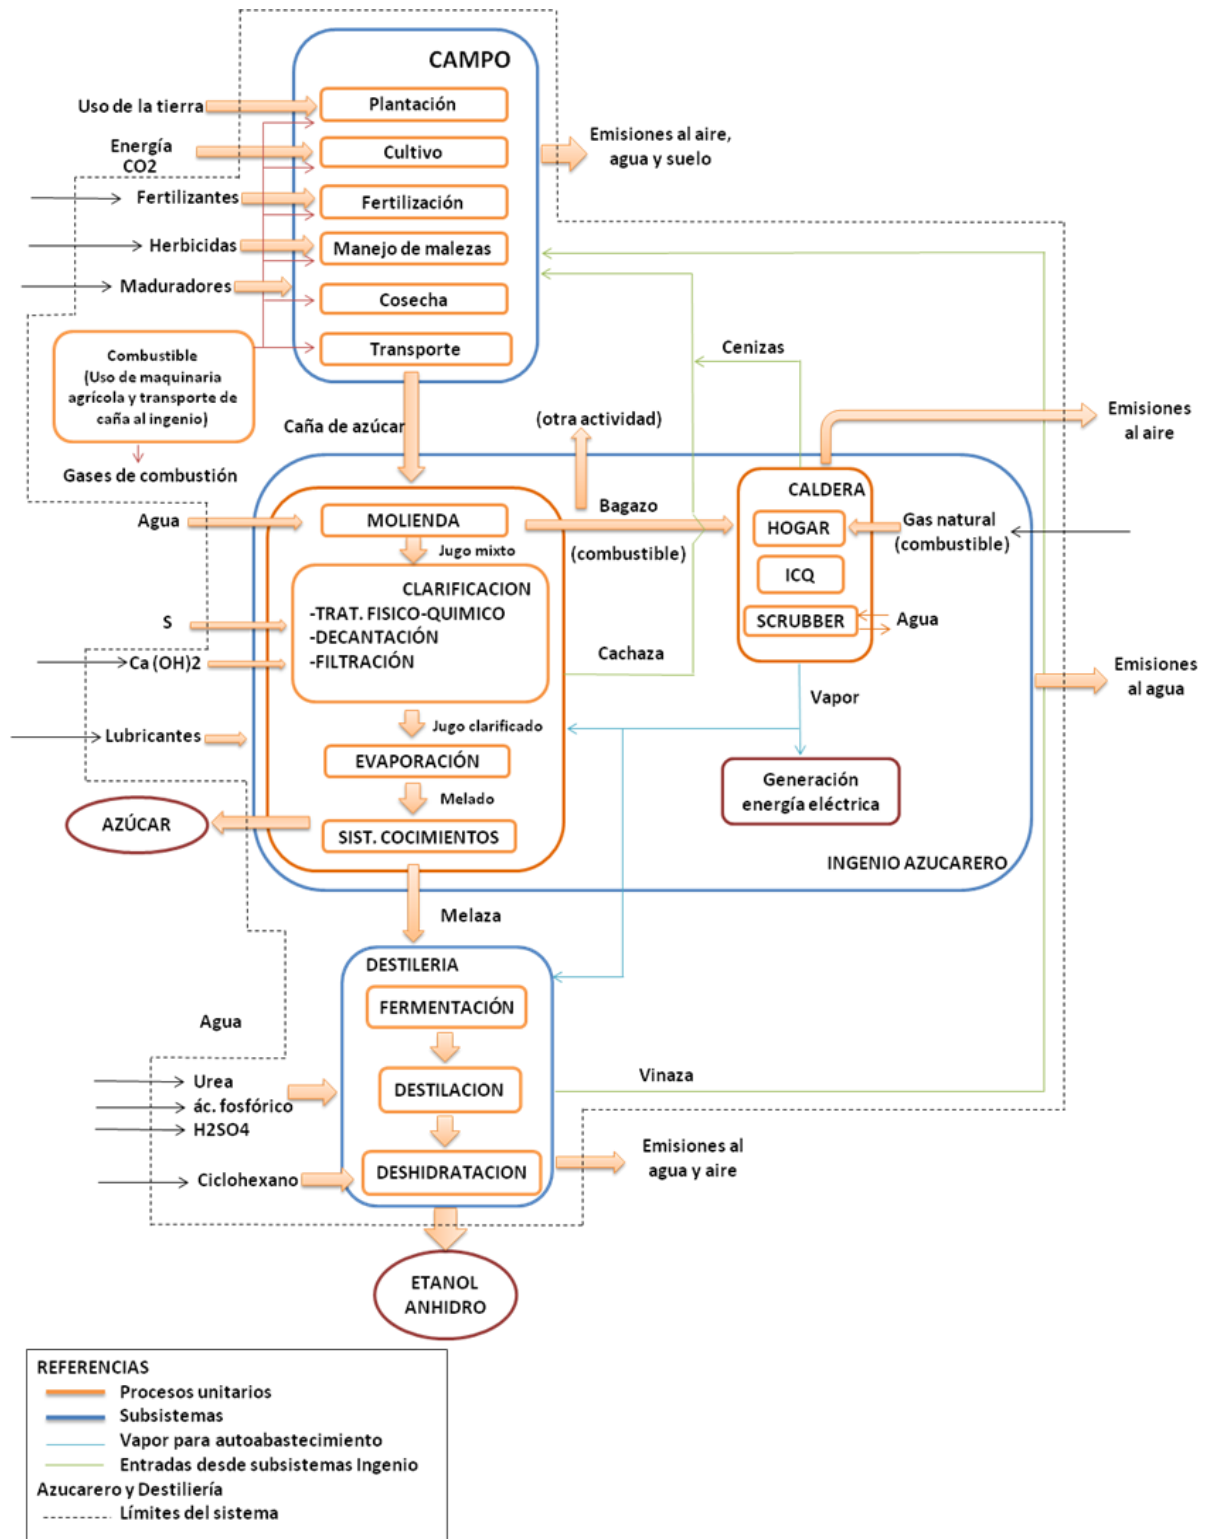 CAMPO
Plantación
Uso de la tierra
Cultivo
Energía
CO2
Emisiones al aire,
agua y suelo
Fertilizantes
Fertilización
Herbicidas
Manejo de malezas
Maduradores
Cosecha
Transporte
Combustible
(Uso de maquinaria
agrícola y transporte de
caña al ingenio)
Gases de combustión
Cenizas
Caña de azúcar
(otra actividad)
Emisiones
al aire
CALDERA
Agua
MOLIENDA
Bagazo
(combustible)
HOGAR
Gas natural
(combustible)
Jugo mixto
ICQ
CLARIFICACION
-TRAT. FISICO-QUIMICO
-DECANTACIÓN
-FILTRACIÓN
S
SCRUBBER
Agua
Ca (OH)2
Cachaza
Emisiones
al agua
Vapor
Lubricantes
Jugo clarificado
EVAPORACIÓN
Generación
energía eléctrica
Melado
AZÚCAR
SIST. COCIMIENTOS
INGENIO AZUCARERO
Melaza
DESTILERIA
FERMENTACIÓN
Agua
Urea
ác. fosfórico
H2SO4
DESTILACION
Vinaza
Emisiones al
agua y aire
Ciclohexano
DESHIDRATACION
ETANOL
ANHIDRO
REFERENCIAS
Procesos unitarios
Subsistemas
Vapor para autoabastecimiento
Entradas desde subsistemas Ingenio
Azucarero y Destiliería
Límites del sistema